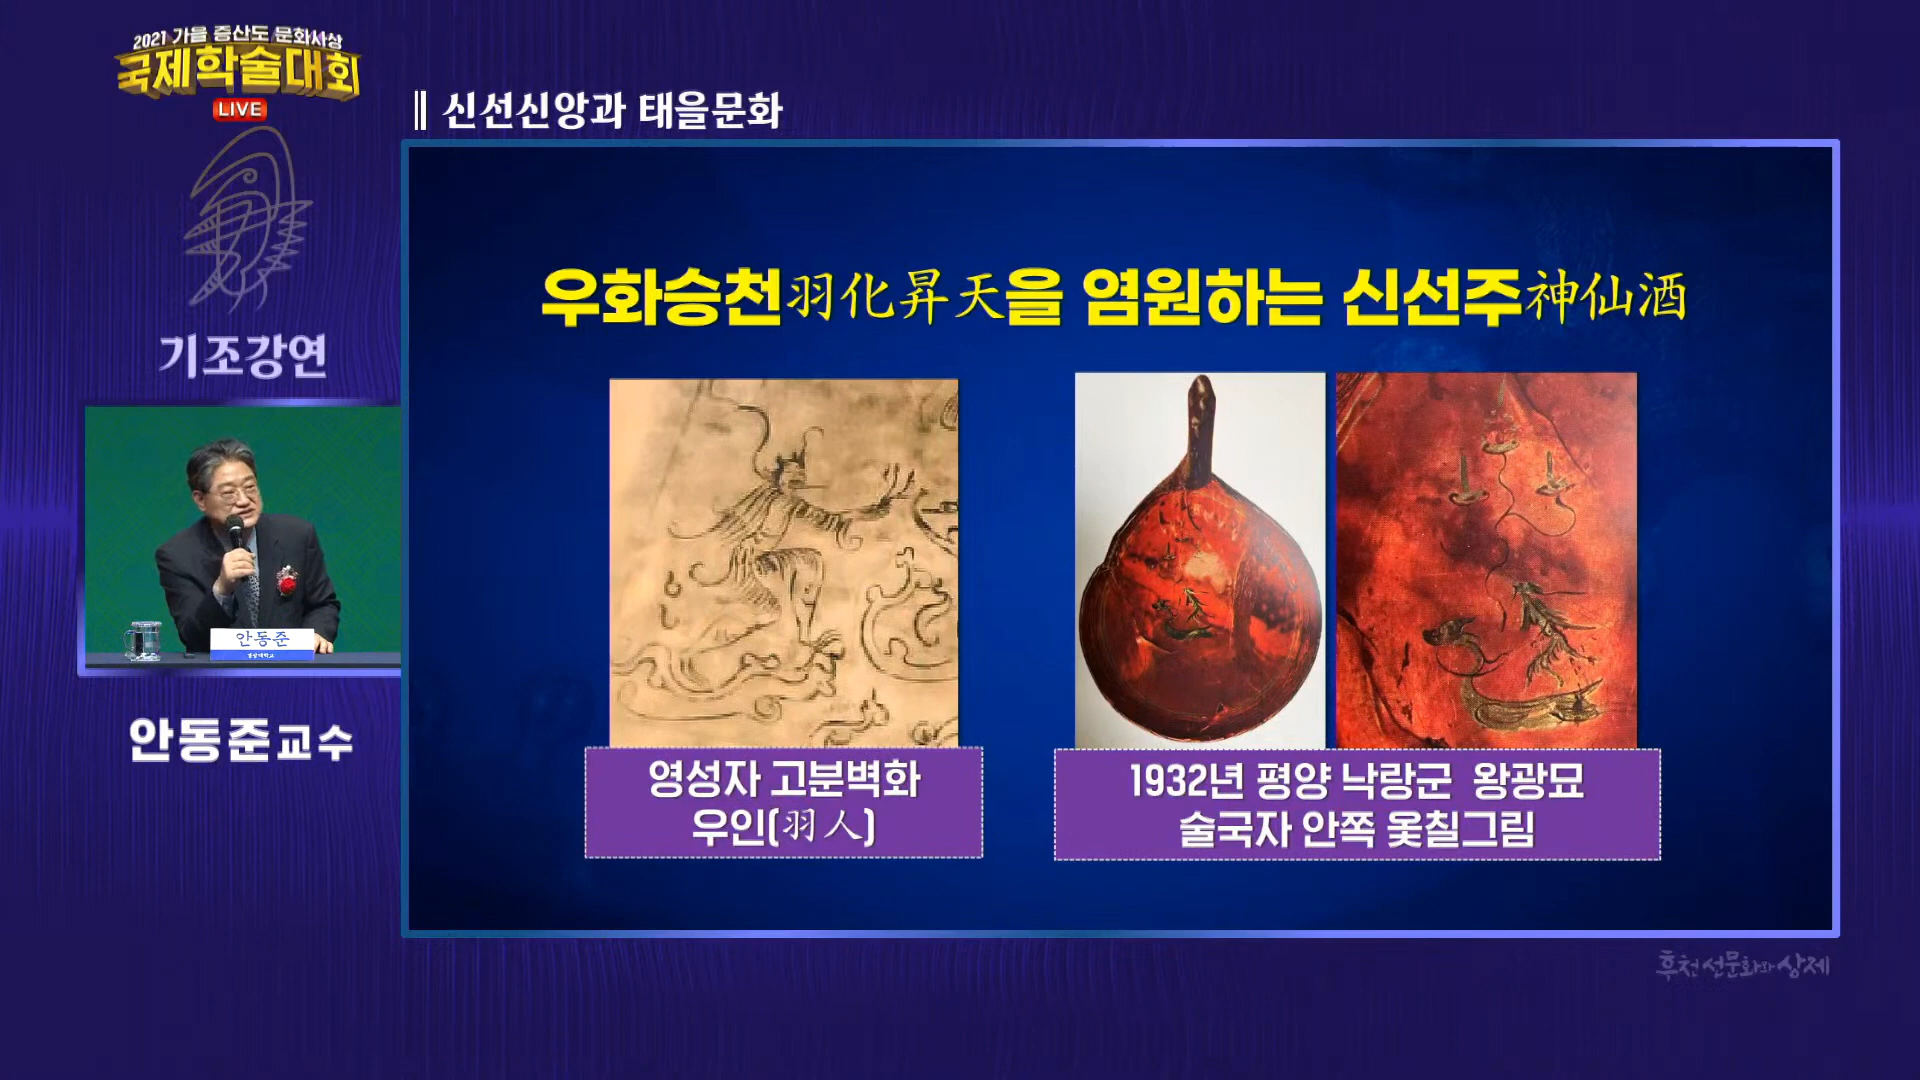 2021 가을 증산도 문화사상
국제학술대회
LIVE
신선신앙과 태을문화
기조강연
우화승천羽化昇天을 염원하는 신선주神仙酒
안동준
안동준교수
영성자 고분벽화
우인(羽人)
1932년 평양 낙랑군 왕광묘
술국자 안쪽 옻칠그림
후천 선문화와 상제